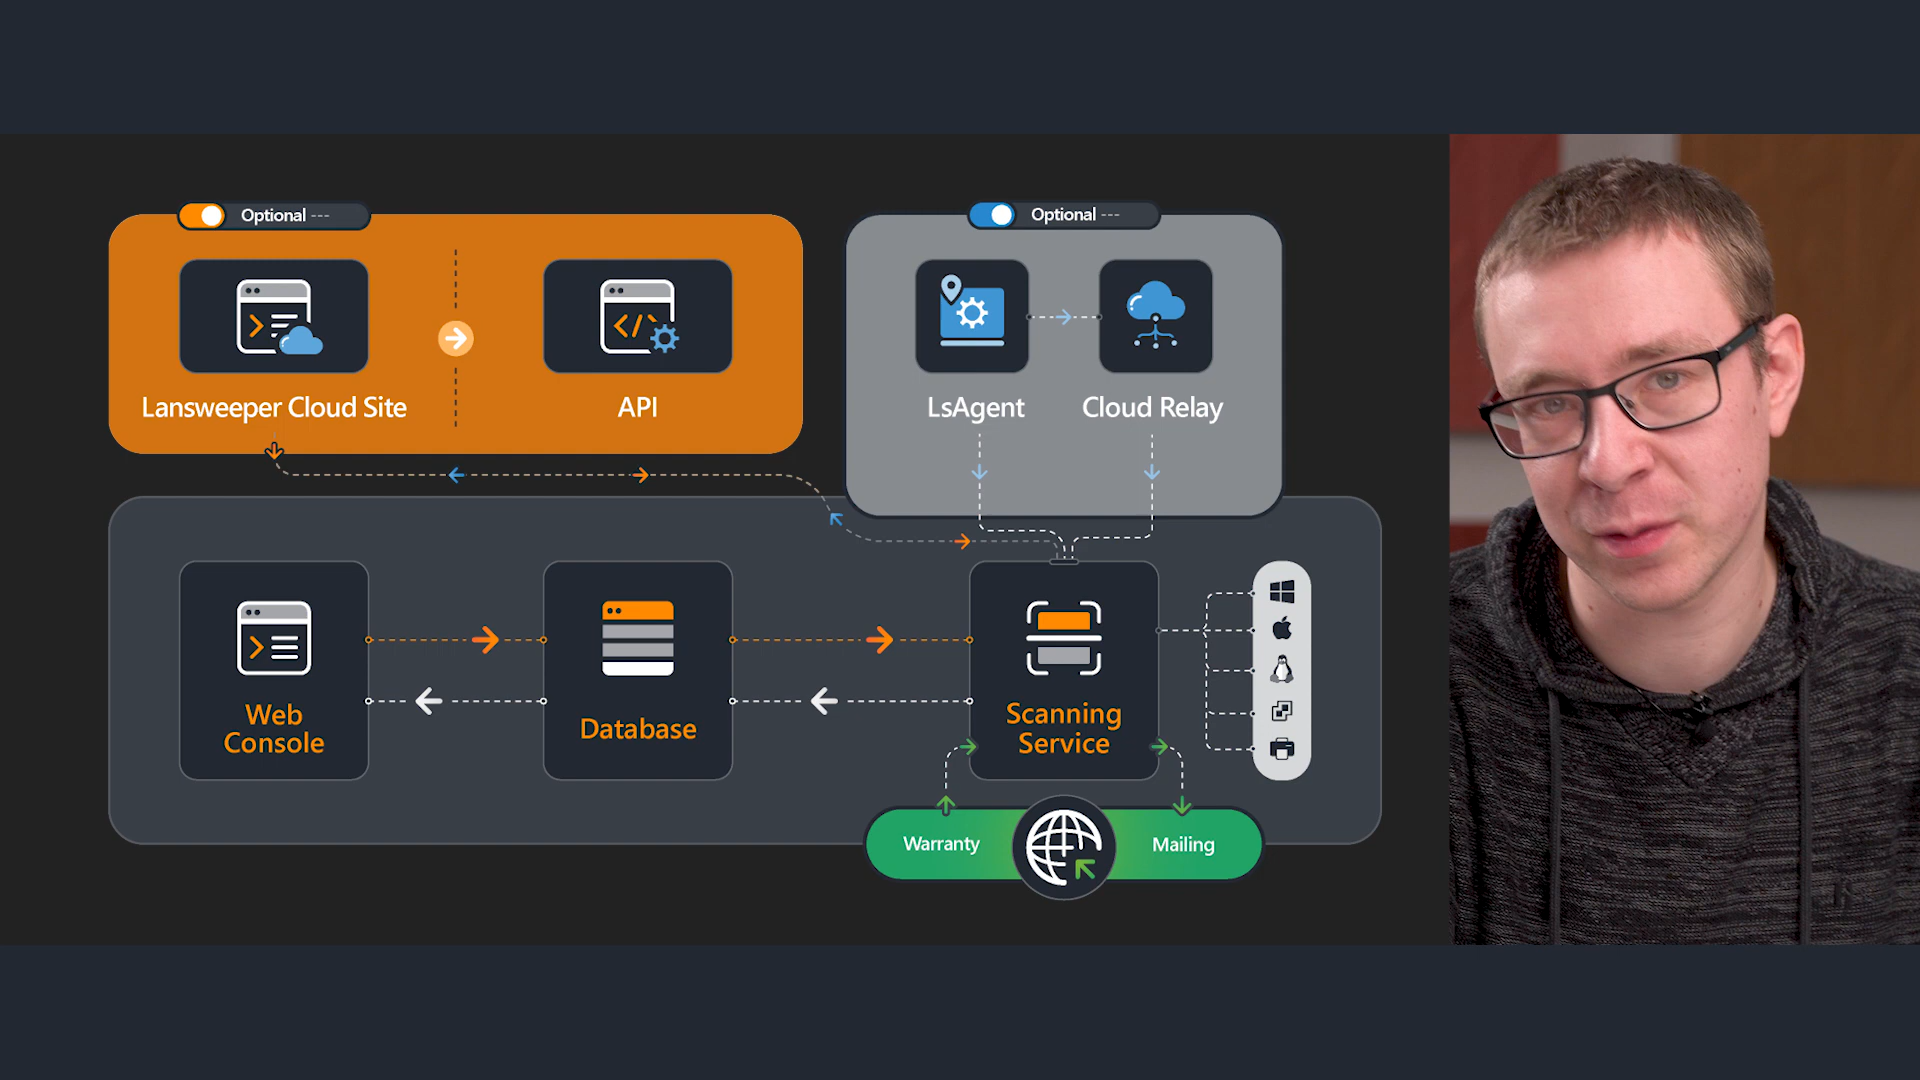 Optional ---
Optional ---
Lansweeper Cloud Site
API
LsAgent
Cloud Relay
Web
Console
Database
Scanning
Service
Warranty
Mailing